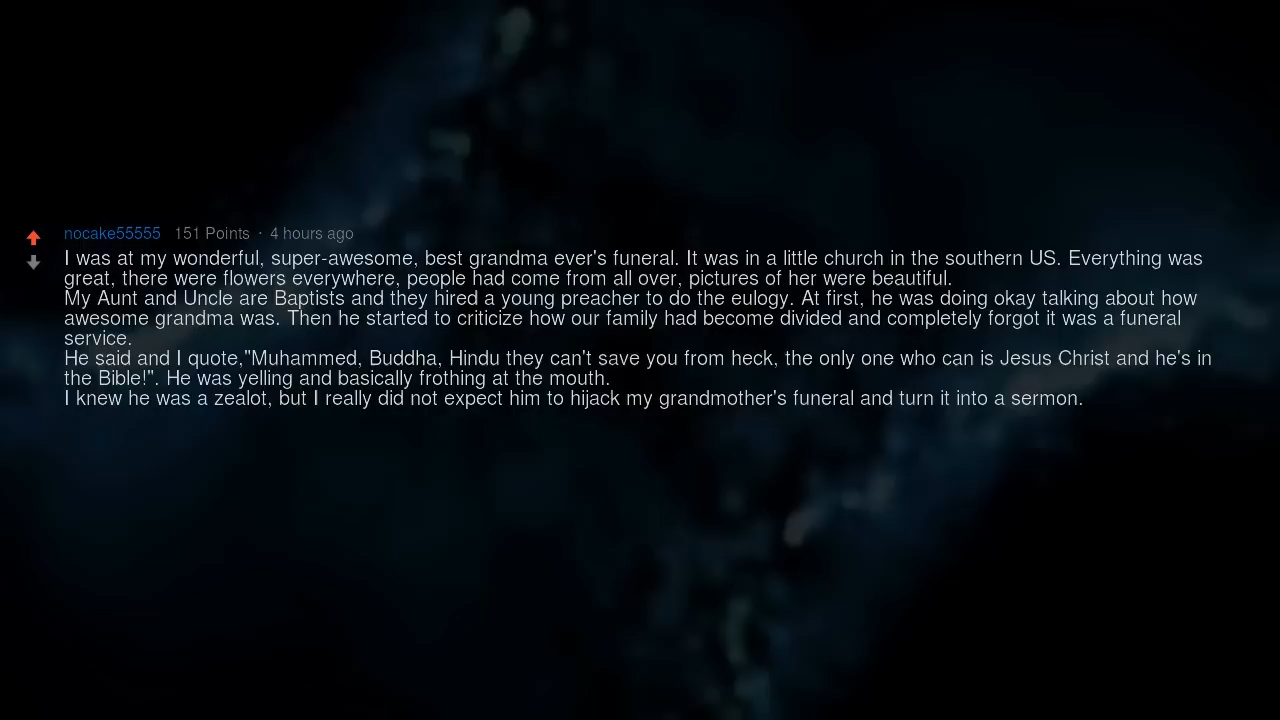 nocake55555 151 Points · 4 hours ago
I was at my wonderful, super-awesome, best grandma ever's funeral. It was in a little church in the southern US. Everything was
great, there were flowers everywhere, people had come from all over, pictures of her were beautiful.
My Aunt and Uncle are Baptists and they hired a young preacher to do the eulogy. At first, he was doing okay talking about how
awesome grandma was. Then he started to criticize how our family had become divided and completely forgot it was a funeral
service.
He said and I quote,"Muhammed, Buddha, Hindu they can't save you from heck, the only one who can is Jesus Christ and he's in
the Bible!". He was yelling and basically frothing at the mouth.
I knew he was a zealot, but I really did not expect him to hijack my grandmother's funeral and turn it into a sermon.